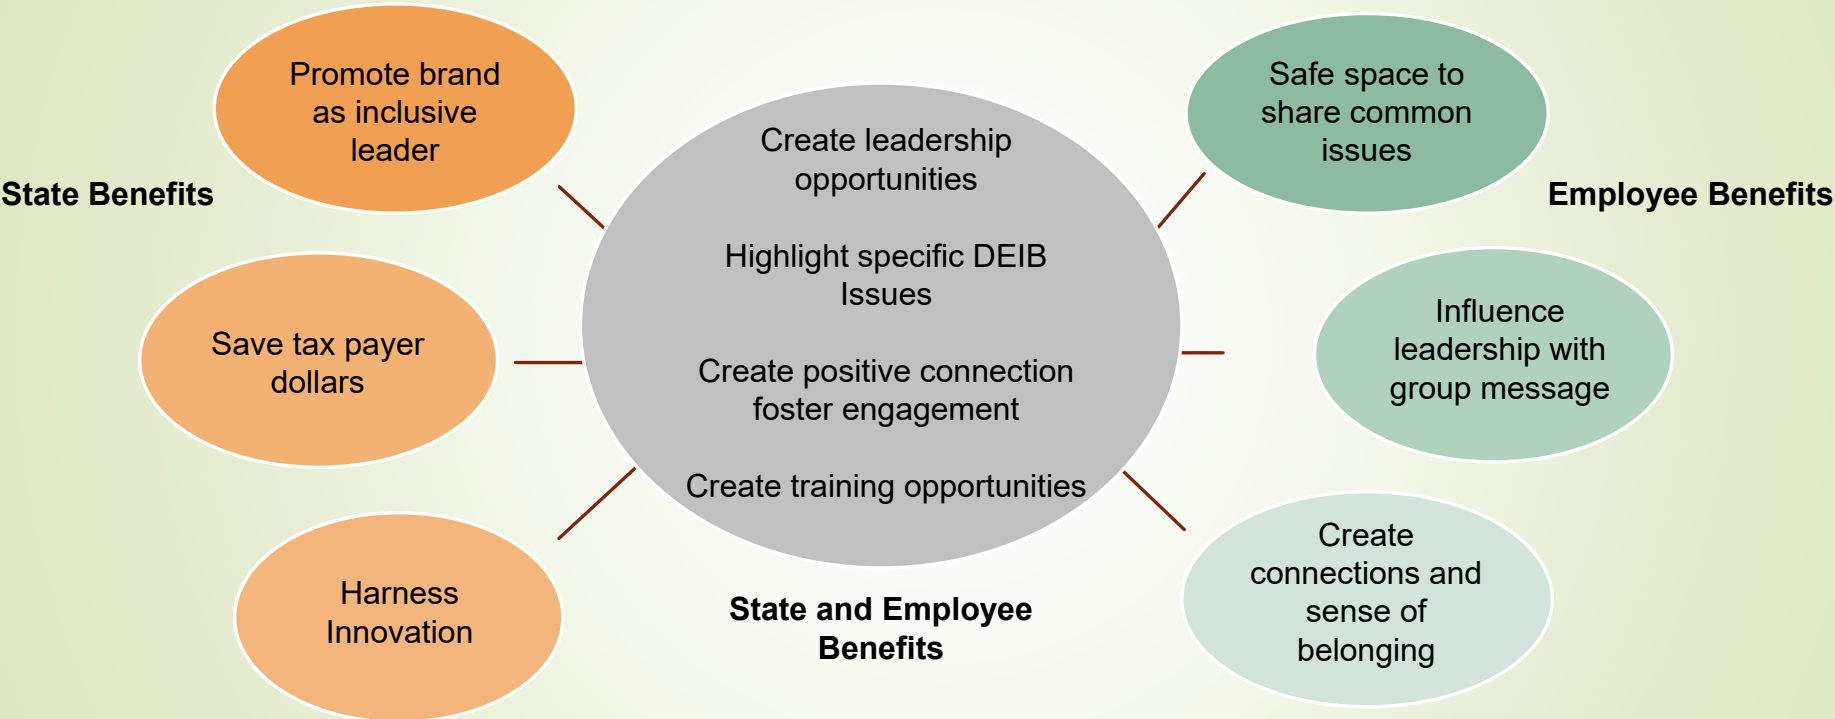 State Benefits
Promote brand
as inclusive
leader
Save tax payer
dollars
Harness
Innovation
Create leadership
opportunities
Highlight specific DEIB
Issues
Create positive connection
foster engagement
Create training opportunities
State and Employee
Benefits
Employee Benefits
Safe space to
share common
issues
Influence
leadership with
group message
Create
connections and
sense of
belonging